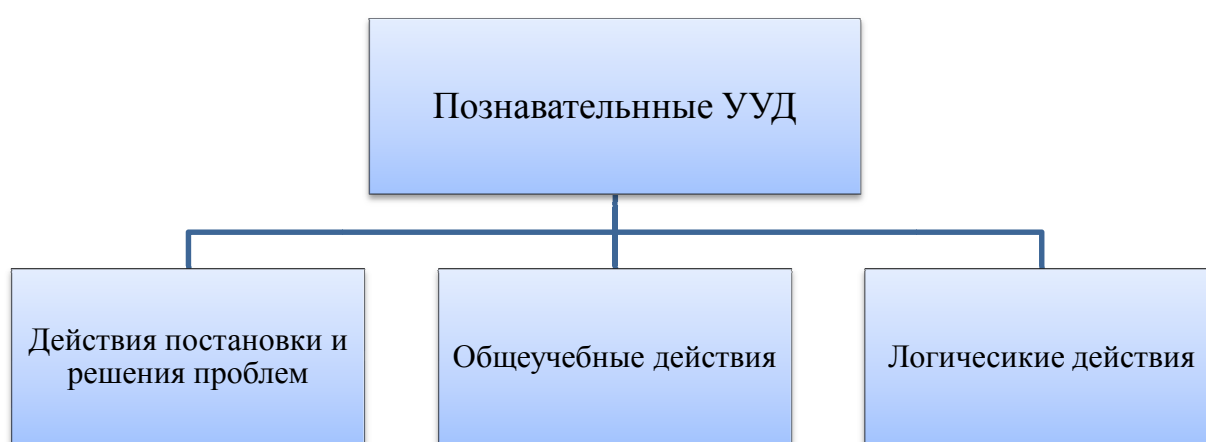 Познавательнные УУД
Действия постановки и
решения проблем
Общеучебные действия
Логичесикие действия